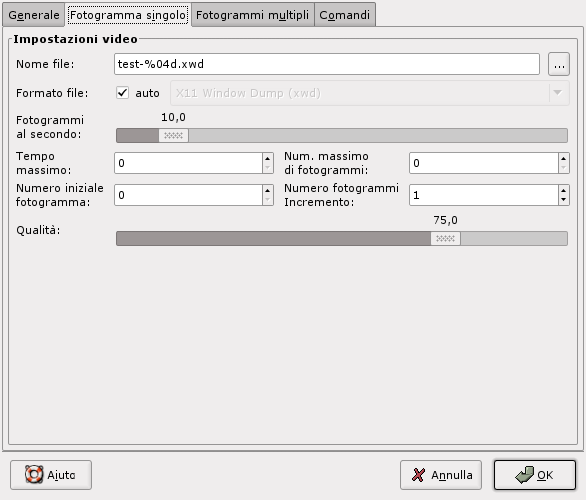 Generale Fotogramma singolo Fotogrammi multipli Comandi
Impostazioni video
Nome file: test-%04d.xwd ...
Formato file: auto X11 Window Dump (xwd)
10,0
Fotogrammi
al secondo:
Tempo
massimo: 0
Num. massimo
di fotogrammi: 0
Numero iniziale
fotogramma: 0
Numero fotogrammi
Incremento: 1
75,0
Qualità:
Aiuto Annulla OK